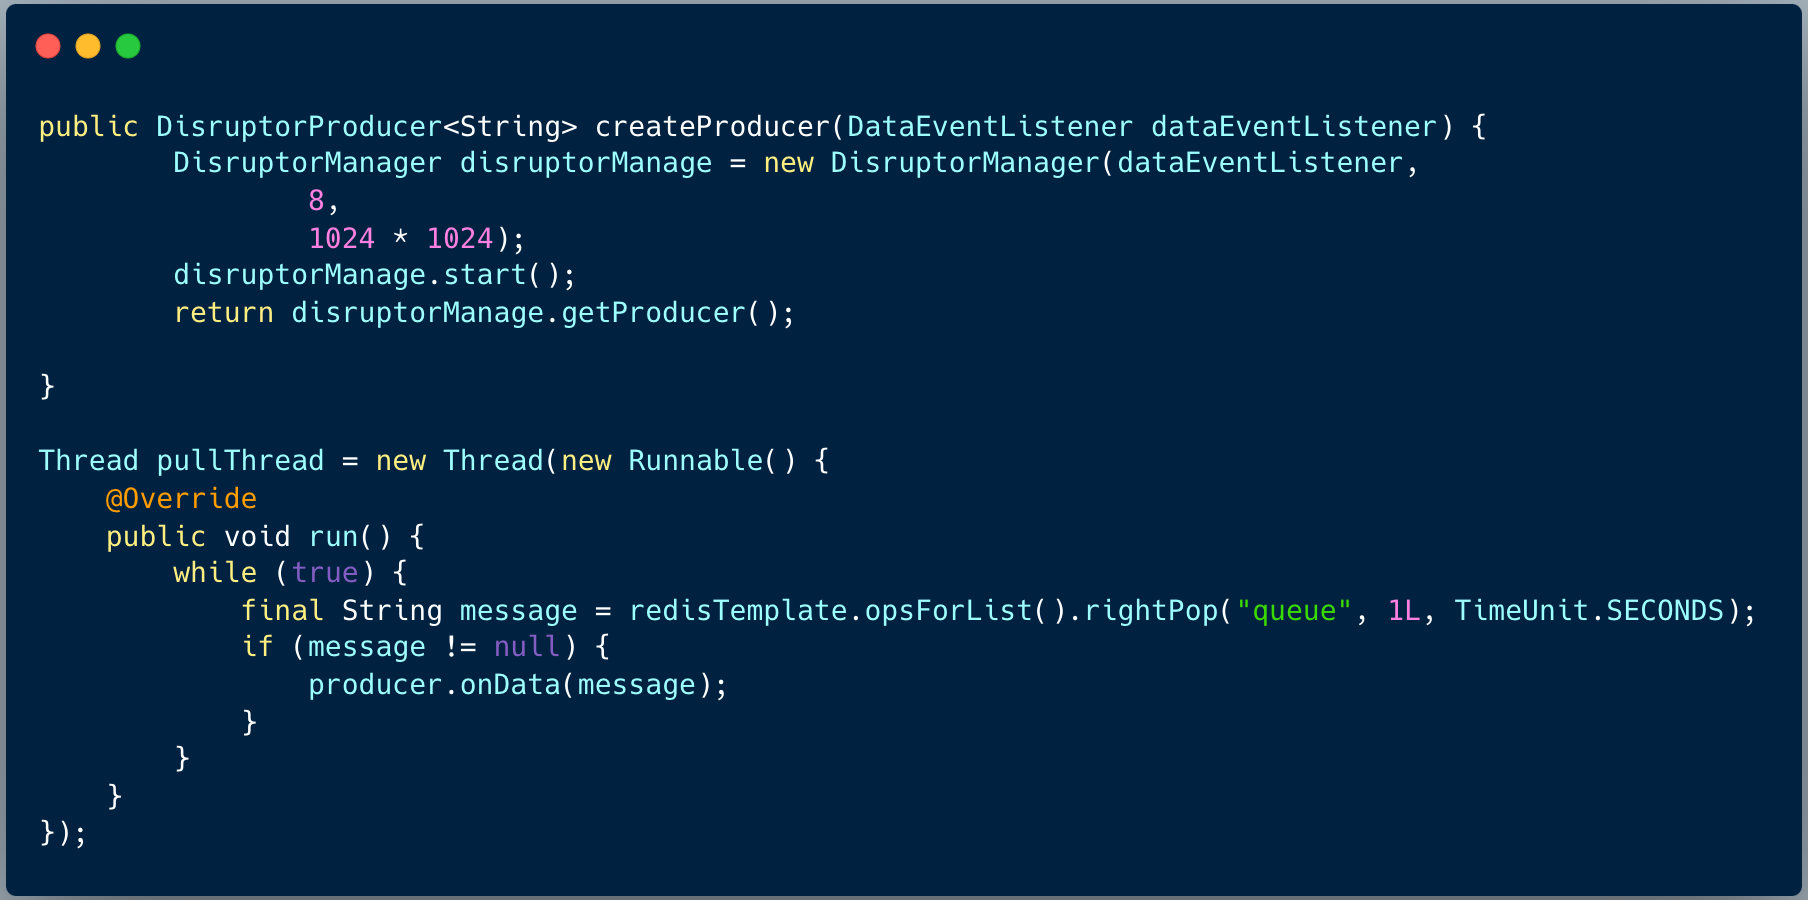 public DisruptorProducer<String> createProducer(DataEventListener dataEventListener) {
        DisruptorManager disruptorManage = new DisruptorManager(dataEventListener,
                8,
                1024 * 1024);
        disruptorManage.start();
        return disruptorManage.getProducer();

}

Thread pullThread = new Thread(new Runnable() {
    @Override
    public void run() {
        while (true) {
            final String message = redisTemplate.opsForList().rightPop("queue", 1L, TimeUnit.SECONDS);
            if (message != null) {
                producer.onData(message);
            }
        }
    }
});